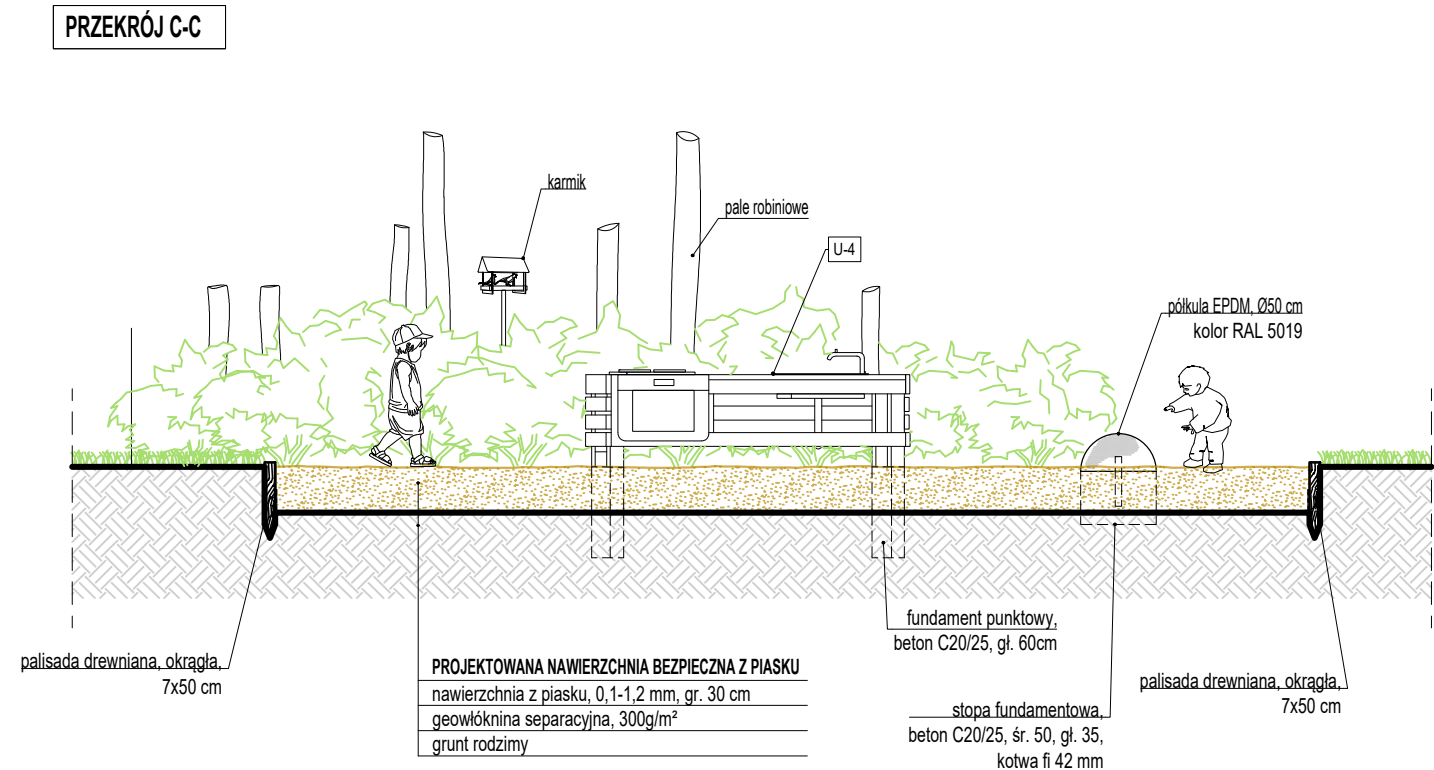 PRZEKRÓJ C-C
karmik
pale robiniowe
U-4
półkula EPDM, Ø50 cm
kolor RAL 5019
fundament punktowy,
beton C20/25, gł. 60cm
palisada drewniana, okrągła,
7x50 cm
PROJEKTOWANA NAWIERZCHNIA BEZPIECZNA Z PIASKU
nawierzchnia z piasku, 0,1-1,2 mm, gr. 30 cm
geowłóknina separacyjna, 300g/m²
grunt rodzimy
stopa fundamentowa,
beton C20/25, śr. 50, gł. 35,
kotwa fi 42 mm
palisada drewniana, okrągła,
7x50 cm